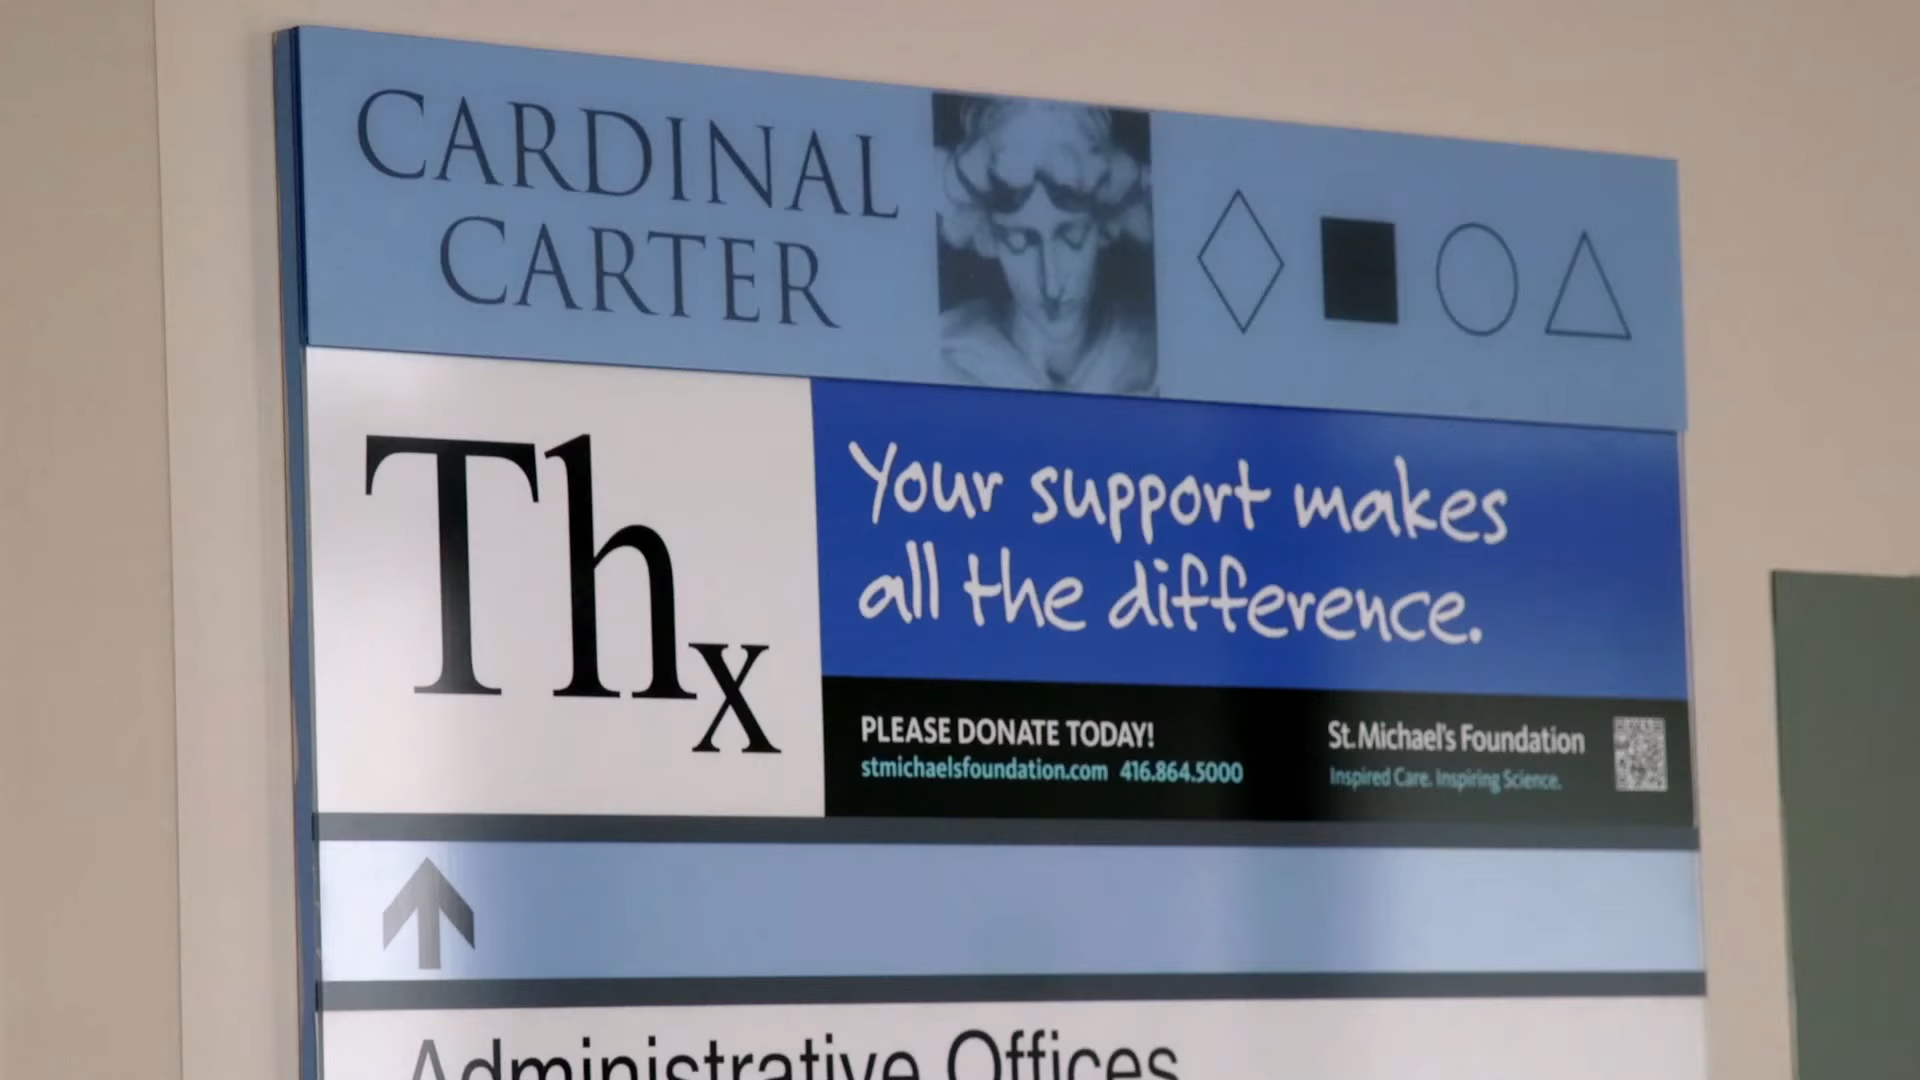 CARDINAL
CARTER
Thx
Your support makes
all the difference.
PLEASE DONATE TODAY!
stmichaelsfoundation.com 416.864.5000
St.Michael's Foundation
Inspired Care. Inspiring Science.
Administrative Offices